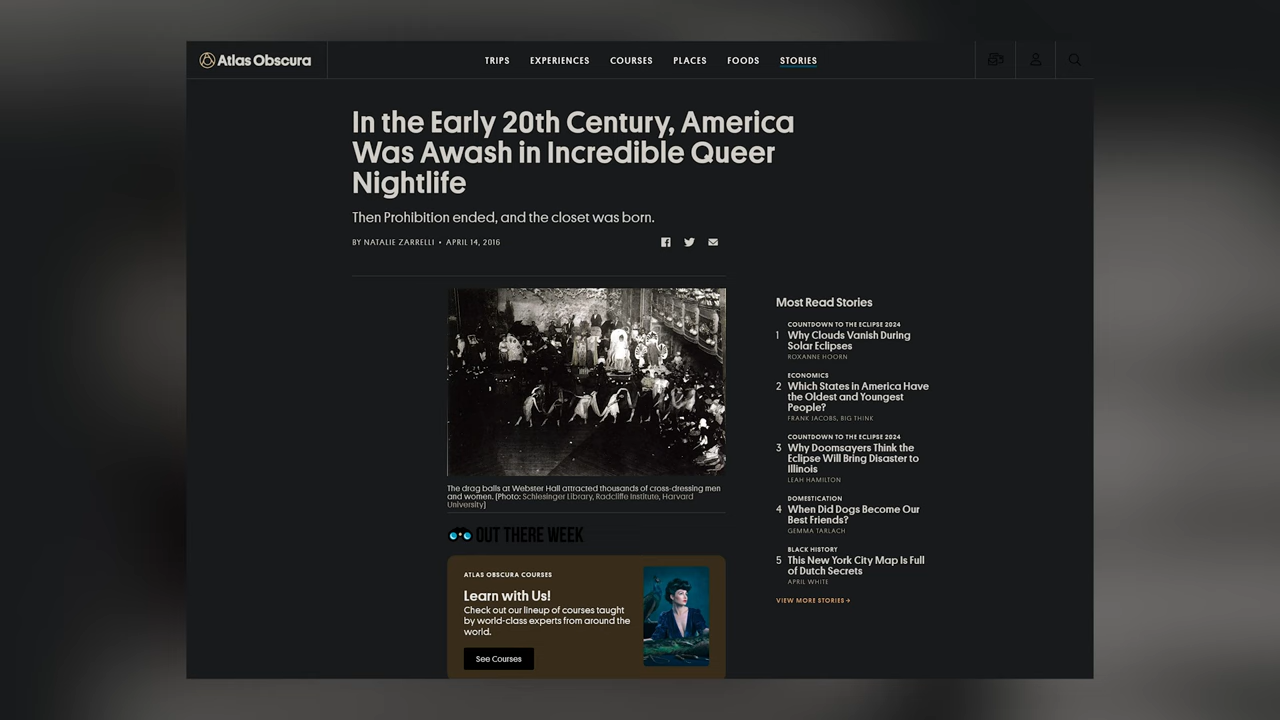 Atlas Obscura
TRIPS
EXPERIENCES
COURSES
PLACES
FOODS
STORIES
In the Early 20th Century, America
Was Awash in Incredible Queer
Nightlife
Then Prohibition ended, and the closet was born.
BY NATALIE ZARRELLI • APRIL 14, 2016
The drag balls at Webster Hall attracted thousands of cross-dressing men
and women. (Photo: Schlesinger Library, Radcliffe Institute, Harvard
University)
OUT THERE WEEK
ATLAS OBSCURA COURSES
Learn with Us!
Check out our lineup of courses taught
by world-class experts from around the
world.
See Courses
Most Read Stories
COUNTDOWN TO THE ECLIPSE 2024
1 Why Clouds Vanish During
Solar Eclipses
ROXANNE HOORN
ECONOMICS
2 Which States in America Have
the Oldest and Youngest
People?
FRANK JACOBS, BIG THINK
COUNTDOWN TO THE ECLIPSE 2024
3 Why Doomsayers Think the
Eclipse Will Bring Disaster to
Illinois
LEAH HAMILTON
DOMESTICATION
4 When Did Dogs Become Our
Best Friends?
GEMMA TARLACH
BLACK HISTORY
5 This New York City Map Is Full
of Dutch Secrets
APRIL WHITE
VIEW MORE STORIES →